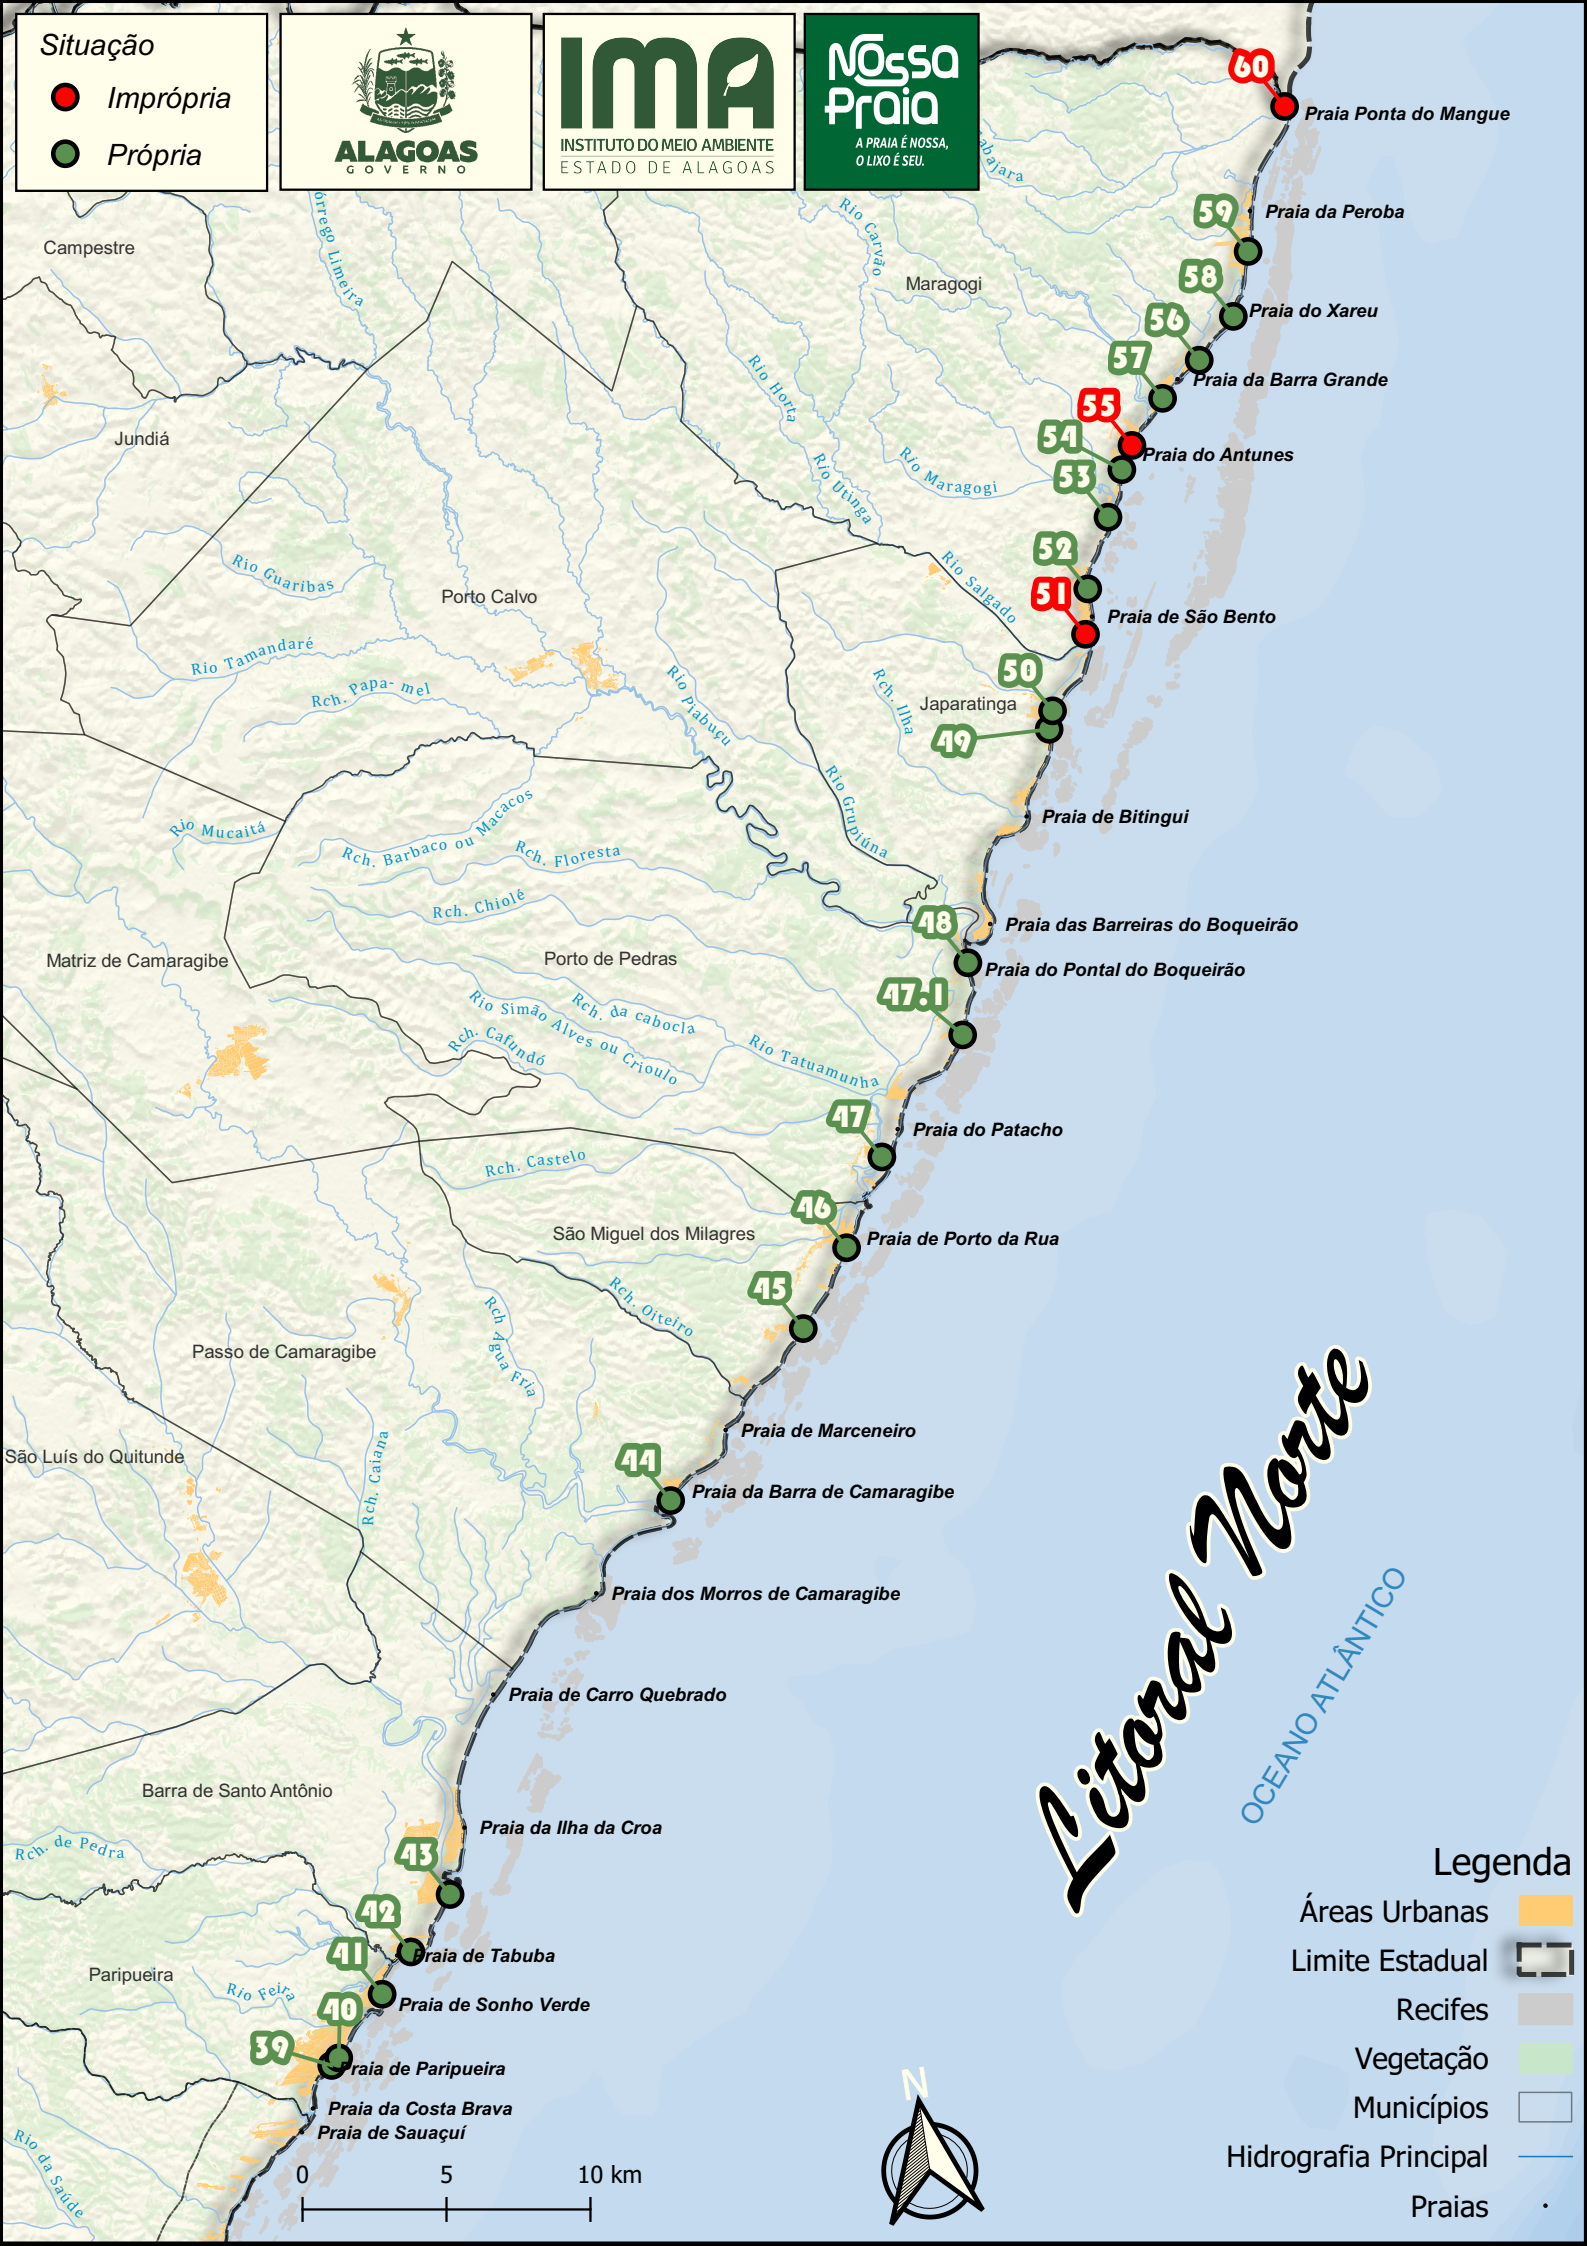 Situação
Imprópria
Própria
ALAGOAS
GOVERNO
IMA
INSTITUTO DO MEIO AMBIENTE
ESTADO DE ALAGOAS
Nossa
Praia
A PRAIA É NOSSA,
O LIXO É SEU.
60
Praia Ponta do Mangue
59
Praia da Peroba
Campestre
órrego Limeira
Rio Carvão
Maragogi
58
Praia do Xareu
56
57
Praia da Barra Grande
Rio Horta
55
Jundiá
54
Praia do Antunes
Rio Utinga
Rio Maragogi
53
52
Rio Guaribas
Porto Calvo
Rio Salgado
51
Praia de São Bento
Rio Tamandaré
Rch. Papa- mel
Rio Piabuçu
Rch. Ilha
50
Japaratinga
49
Rio Mucaitá
Rch. Barbaco ou Macacos
Rch. Floresta
Rio Grupiúna
Praia de Bitingui
Rch. Chiolé
48
Praia das Barreiras do Boqueirão
Matriz de Camaragibe
Porto de Pedras
Praia do Pontal do Boqueirão
47.1
Rio Simão Alves ou Crioulo
Rch. da cabocla
Rch. Cafundó
Rio Tatuamunha
47
Praia do Patacho
Rch. Castelo
46
São Miguel dos Milagres
Praia de Porto da Rua
45
Rch. Oiteiro
Rch Água Fria
Passo de Camaragibe
Praia de Marceneiro
São Luís do Quitunde
Rch. Caiana
44
Praia da Barra de Camaragibe
Litoral Norte
OCEANO ATLÂNTICO
Praia dos Morros de Camaragibe
Praia de Carro Quebrado
Barra de Santo Antônio
Praia da Ilha da Croa
Rch. de Pedra
43
42
Praia de Tabuba
41
Paripueira
Rio Feira
Praia de Sonho Verde
40
39
Praia de Paripueira
Praia da Costa Brava
Praia de Sauaçuí
Rio da Saúde
0 5 10 km
N
Legenda
Áreas Urbanas
Limite Estadual
Recifes
Vegetação
Municípios
Hidrografia Principal
Praias